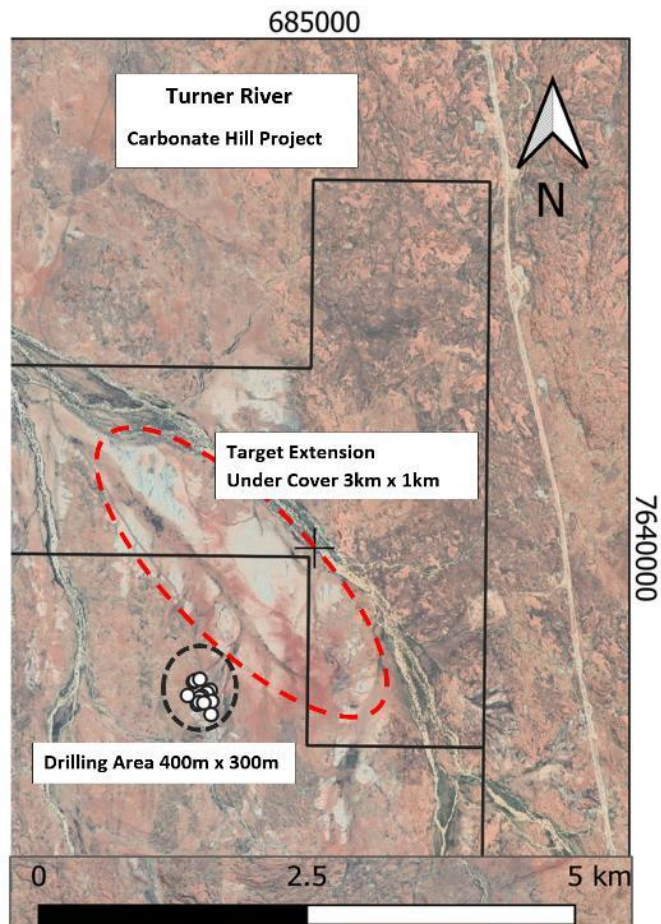 685000
Turner River
Carbonate Hill Project
N
Target Extension
Under Cover 3km x 1km
7640000
Drilling Area 400m x 300m
0 2.5 5 km